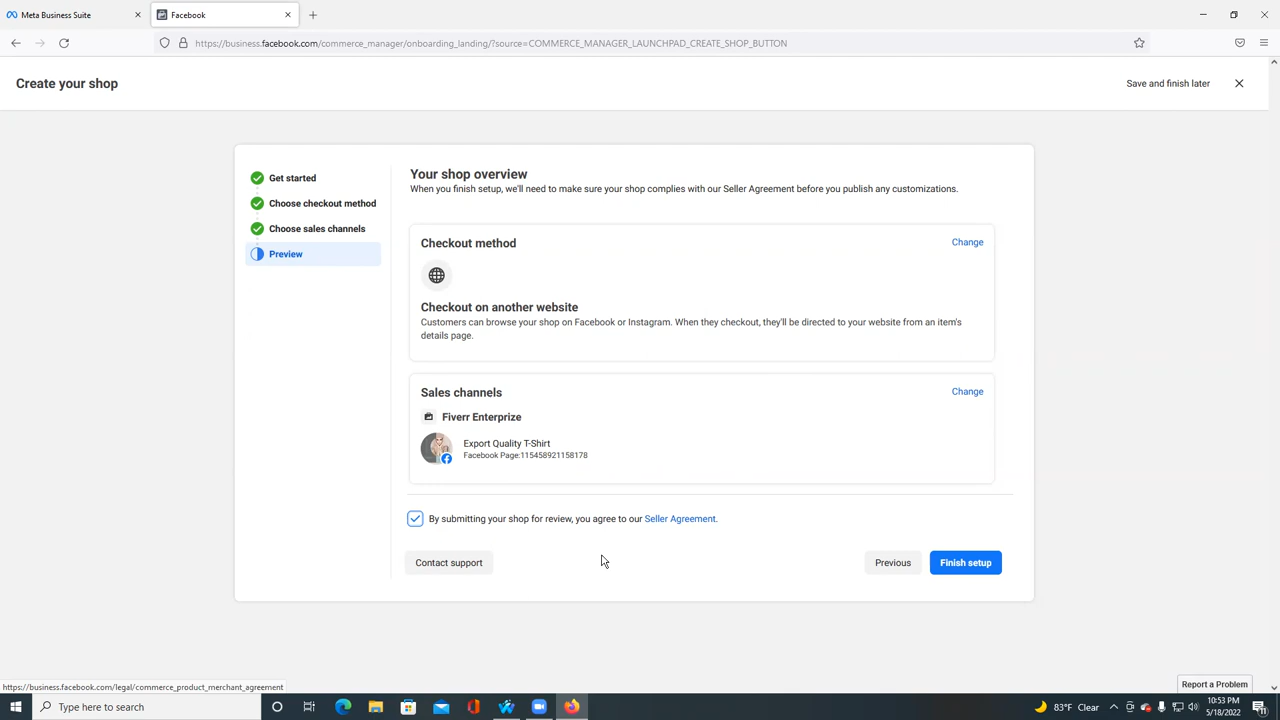 Meta Business Suite
Facebook
https://business.facebook.com/commerce_manager/onboarding_landing/?source=COMMERCE_MANAGER_LAUNCHPAD_CREATE_SHOP_BUTTON
Create your shop
Save and finish later
Get started
Choose checkout method
Choose sales channels
Preview
Your shop overview
When you finish setup, we'll need to make sure your shop complies with our Seller Agreement before you publish any customizations.
Checkout method
Change
Checkout on another website
Customers can browse your shop on Facebook or Instagram. When they checkout, they'll be directed to your website from an item's
details page.
Sales channels
Change
Fiverr Enterprize
Export Quality T-Shirt
Facebook Page:115458921158178
By submitting your shop for review, you agree to our Seller Agreement.
Contact support
Previous
Finish setup
https://business.facebook.com/legal/commerce_product_merchant_agreement
Report a Problem
Type here to search
83°F Clear
10:53 PM
5/18/2022